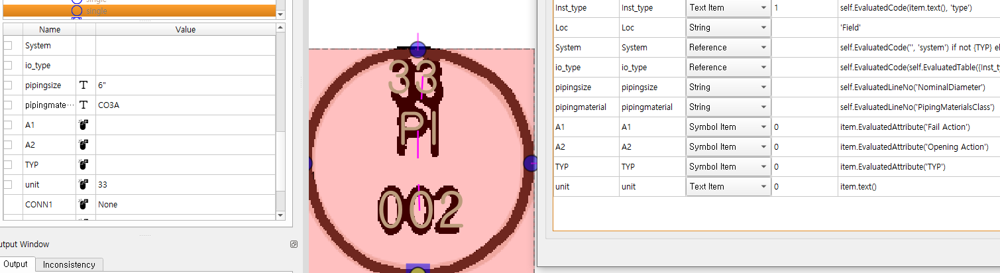 single
single
Name Value
System
io_type
pipingsize T 6"
pipingmate··· T CO3A
A1
A2
TYP
unit 33
CONN1 None
utput Window
Output Inconsistency
33
PI
002
Inst_type Inst_type Text Item 1 self.EvaluatedCode(item.text(), 'type')
Loc Loc String 'Field'
System System Reference self.EvaluatedCode('', 'system') if not {TYP} el
io_type io_type Reference self.EvaluatedCode(self.EvaluatedTable({Inst_t
pipingsize pipingsize String self.EvaluatedLineNo('NominalDiameter')
pipingmaterial pipingmaterial String self.EvaluatedLineNo('PipingMaterialsClass')
A1 A1 Symbol Item 0 item.EvaluatedAttribute('Fail Action')
A2 A2 Symbol Item 0 item.EvaluatedAttribute('Opening Action')
TYP TYP Symbol Item 0 item.EvaluatedAttribute('TYP')
unit unit Text Item 0 item.text()